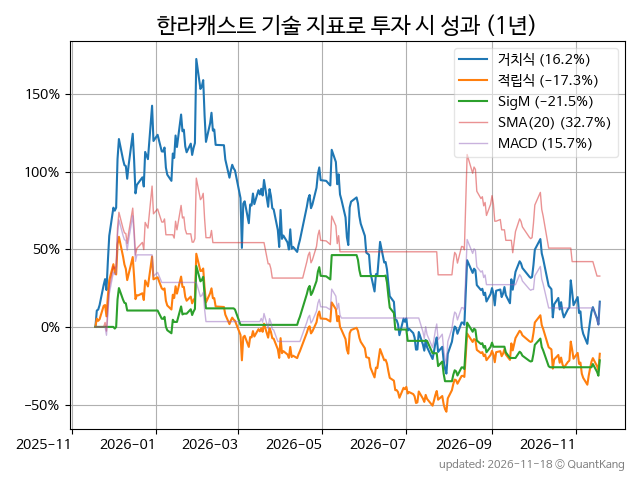 한라캐스트 기술 지표로 투자 시 성과 (1년)
거치식 (16.2%)
적립식 (−17.3%)
SigM (−21.5%)
SMA(20) (32.7%)
MACD (15.7%)
150%
100%
50%
0%
−50%
2025-11 2026-01 2026-03 2026-05 2026-07 2026-09 2026-11
updated: 2026-11-18 © QuantKang